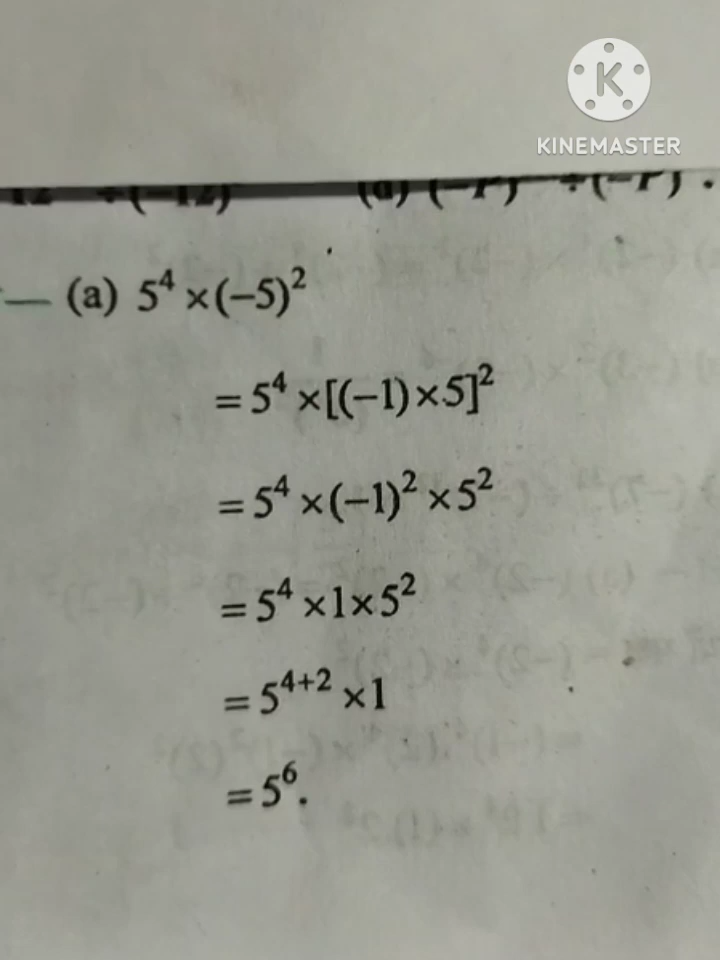 K
KINEMASTER
(a) 5⁴ × (−5)²
= 5⁴ × [(−1) × 5]²
= 5⁴ × (−1)² × 5²
= 5⁴ × 1 × 5²
= 5⁴⁺² × 1
= 5⁶.